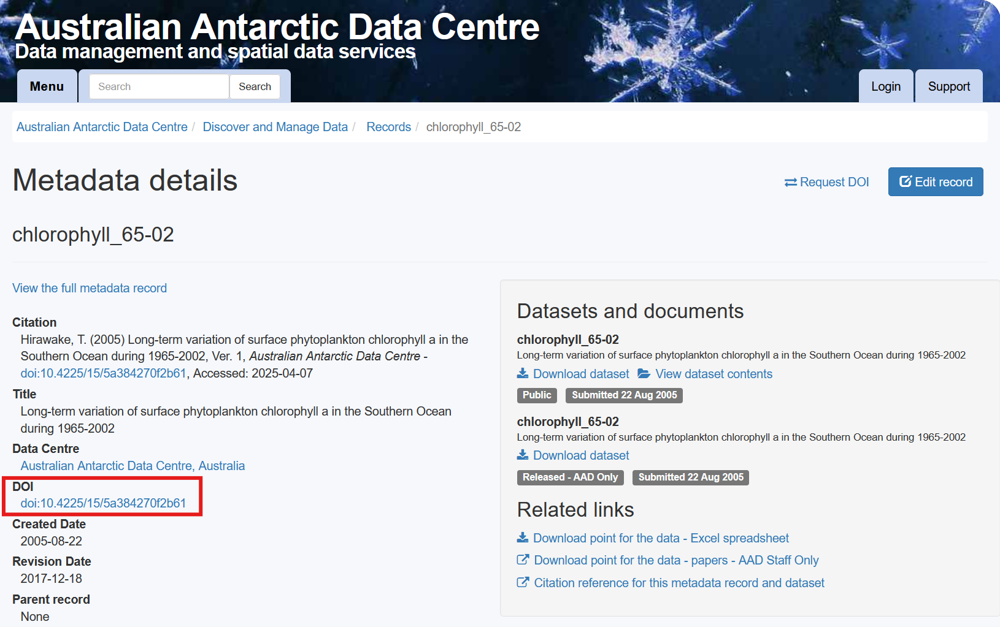 Australian Antarctic Data Centre
Data management and spatial data services
Menu
Search
Search
Login
Support
Australian Antarctic Data Centre / Discover and Manage Data / Records / chlorophyll_65-02
Metadata details
Request DOI
Edit record
chlorophyll_65-02
View the full metadata record
Citation
Hirawake, T. (2005) Long-term variation of surface phytoplankton chlorophyll a in the
Southern Ocean during 1965-2002, Ver. 1, Australian Antarctic Data Centre -
doi:10.4225/15/5a384270f2b61, Accessed: 2025-04-07
Title
Long-term variation of surface phytoplankton chlorophyll a in the Southern Ocean
during 1965-2002
Data Centre
Australian Antarctic Data Centre, Australia
DOI
doi:10.4225/15/5a384270f2b61
Created Date
2005-08-22
Revision Date
2017-12-18
Parent record
None
Datasets and documents
chlorophyll_65-02
Long-term variation of surface phytoplankton chlorophyll a in the Southern Ocean during 1965-2002
Download dataset View dataset contents
Public Submitted 22 Aug 2005
chlorophyll_65-02
Long-term variation of surface phytoplankton chlorophyll a in the Southern Ocean during 1965-2002
Download dataset
Released - AAD Only Submitted 22 Aug 2005
Related links
Download point for the data - Excel spreadsheet
Download point for the data - papers - AAD Staff Only
Citation reference for this metadata record and dataset